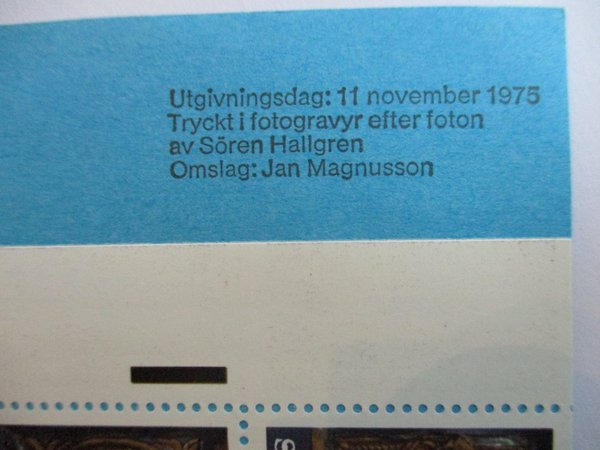 Utgivningsdag: 11 november 1975
Tryckt i fotogravyr efter foton
av Sören Hallgren
Omslag: Jan Magnusson